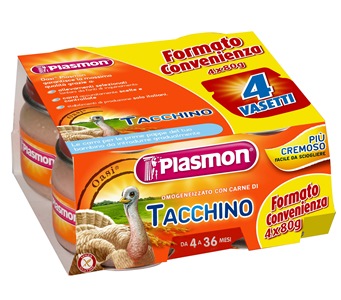 Plasmon
Formato
Convenienza
4x80g
4
VASETTI
Oasi
Plasmon
OMOGENEIZZATO CON CARNE DI
TACCHINO
DA 4 A 36 MESI
PIÙ
CREMOSO
FACILE DA SCIOGLIERE
Formato
Convenienza
4x80g